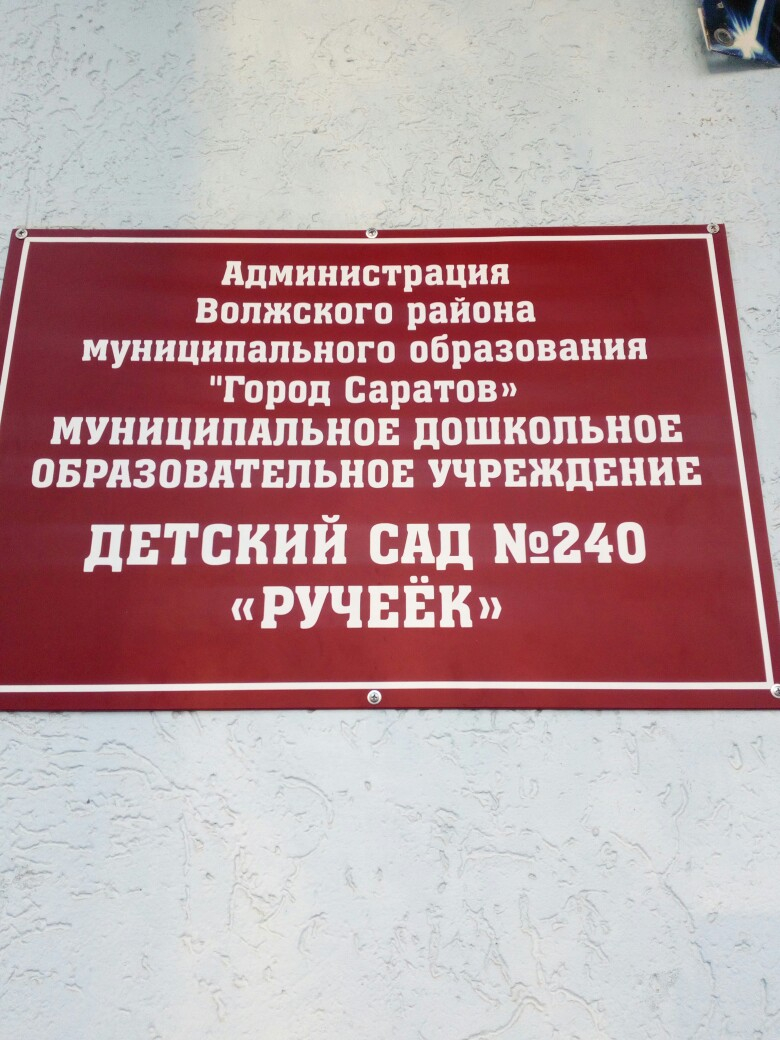 Администрация
Волжского района
муниципального образования
"Город Саратов»
МУНИЦИПАЛЬНОЕ ДОШКОЛЬНОЕ
ОБРАЗОВАТЕЛЬНОЕ УЧРЕЖДЕНИЕ
ДЕТСКИЙ САД №240
«РУЧЕЁК»